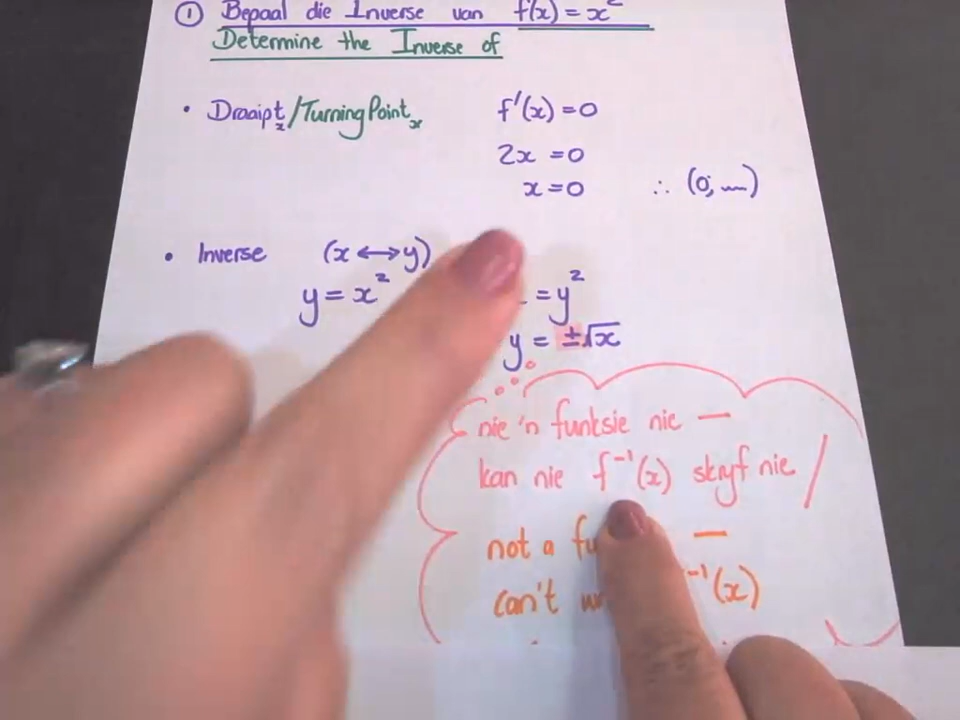 ① Bepaal die Inverse van f(x) = x²
Determine the Inverse of
• Draaipt x / Turning Point x f'(x) = 0
2x = 0
x = 0 ∴ (0; ...)
• Inverse (x ↔ y)
y = x² = y²
y = ±√x
nie 'n funksie nie —
kan nie f⁻¹(x) skryf nie /
not a —
can't ⁻¹(x)